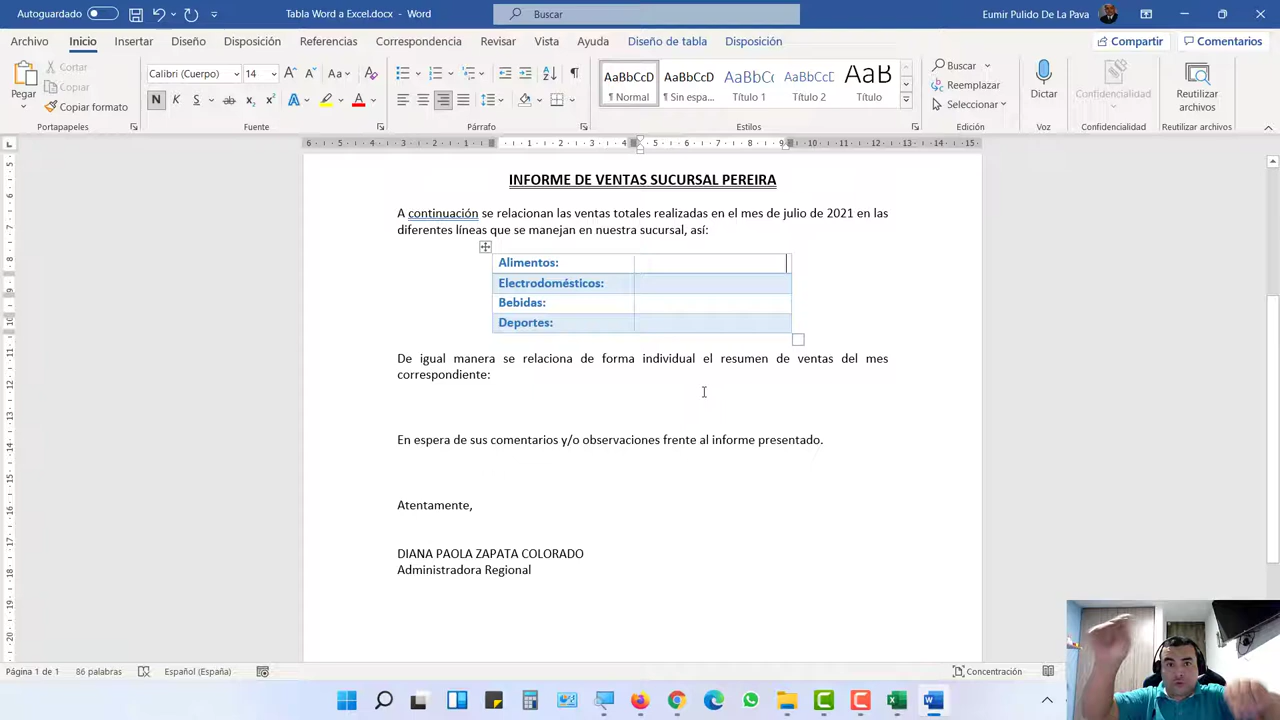 Autoguardado
Tabla Word a Excel.docx - Word
Buscar
Eumir Pulido De La Pava
Archivo Inicio Insertar Diseño Disposición Referencias Correspondencia Revisar Vista Ayuda Diseño de tabla Disposición
Compartir Comentarios
Pegar
Cortar
Copiar
Copiar formato
Portapapeles
Calibri (Cuerpo) 14
N K S
Fuente
Párrafo
AaBbCcD AaBbCcD AaBbCc AaBbCcD AaB
¶ Normal ¶ Sin espa... Título 1 Título 2 Título
Estilos
Buscar
Reemplazar
Seleccionar
Edición
Dictar
Voz
Confidencialidad
Confidencialidad
Reutilizar archivos
Reutilizar archivos
INFORME DE VENTAS SUCURSAL PEREIRA
A continuación se relacionan las ventas totales realizadas en el mes de julio de 2021 en las
diferentes líneas que se manejan en nuestra sucursal, así:
Alimentos:
Electrodomésticos:
Bebidas:
Deportes:
De igual manera se relaciona de forma individual el resumen de ventas del mes
correspondiente:
En espera de sus comentarios y/o observaciones frente al informe presentado.
Atentamente,
DIANA PAOLA ZAPATA COLORADO
Administradora Regional
Página 1 de 1 86 palabras Español (España) Concentración